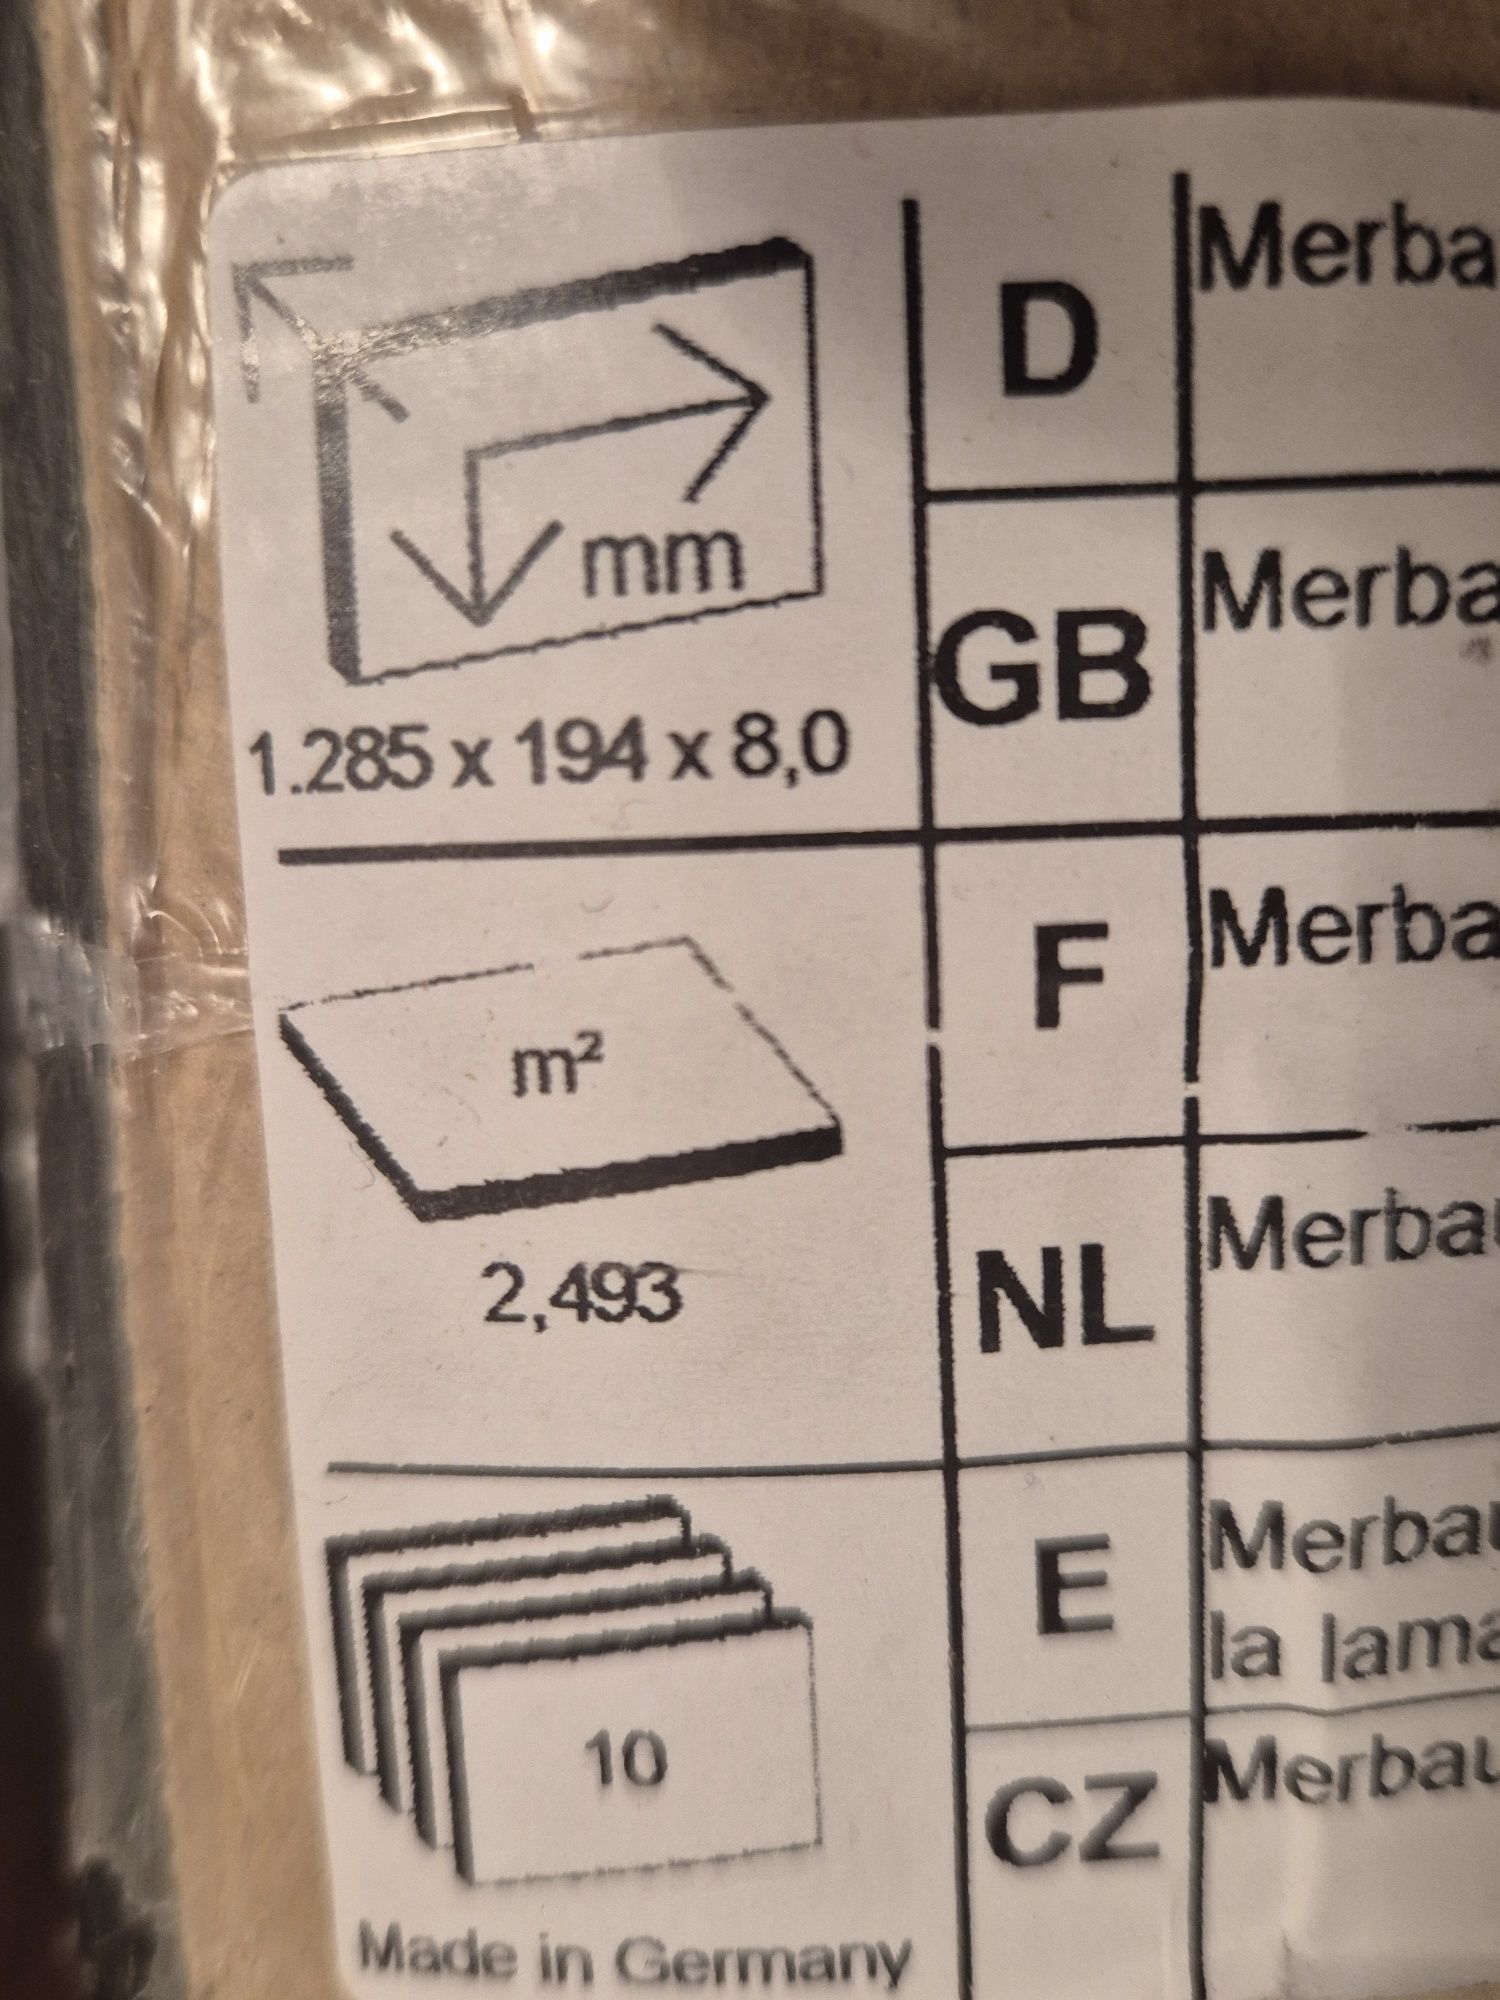 mm
1.285 x 194 x 8,0
m²
2,493
10
Made in Germany
D
GB
F
NL
E
CZ
Merba
Merba
Merba
Merbau
Merbau
la lama
Merbau